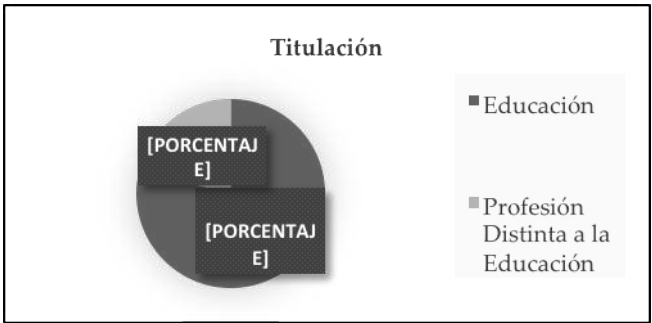 Titulación
[PORCENTAJ
E]
[PORCENTAJ
E]
Educación
Profesión
Distinta a la
Educación